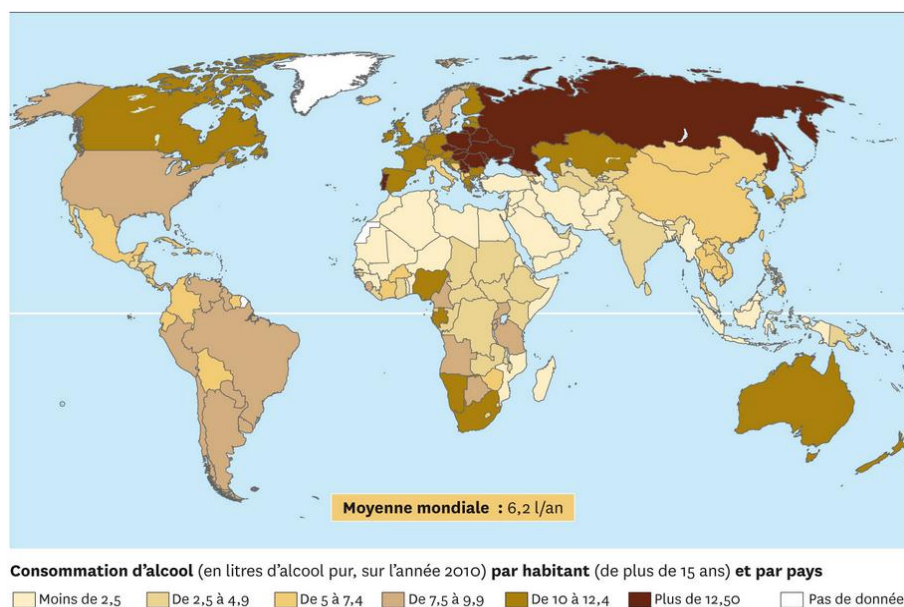 Moyenne mondiale : 6,2 l/an
Consommation d'alcool (en litres d'alcool pur, sur l'année 2010) par habitant (de plus de 15 ans) et par pays
Moins de 2,5 De 2,5 à 4,9 De 5 à 7,4 De 7,5 à 9,9 De 10 à 12,4 Plus de 12,50 Pas de donnée